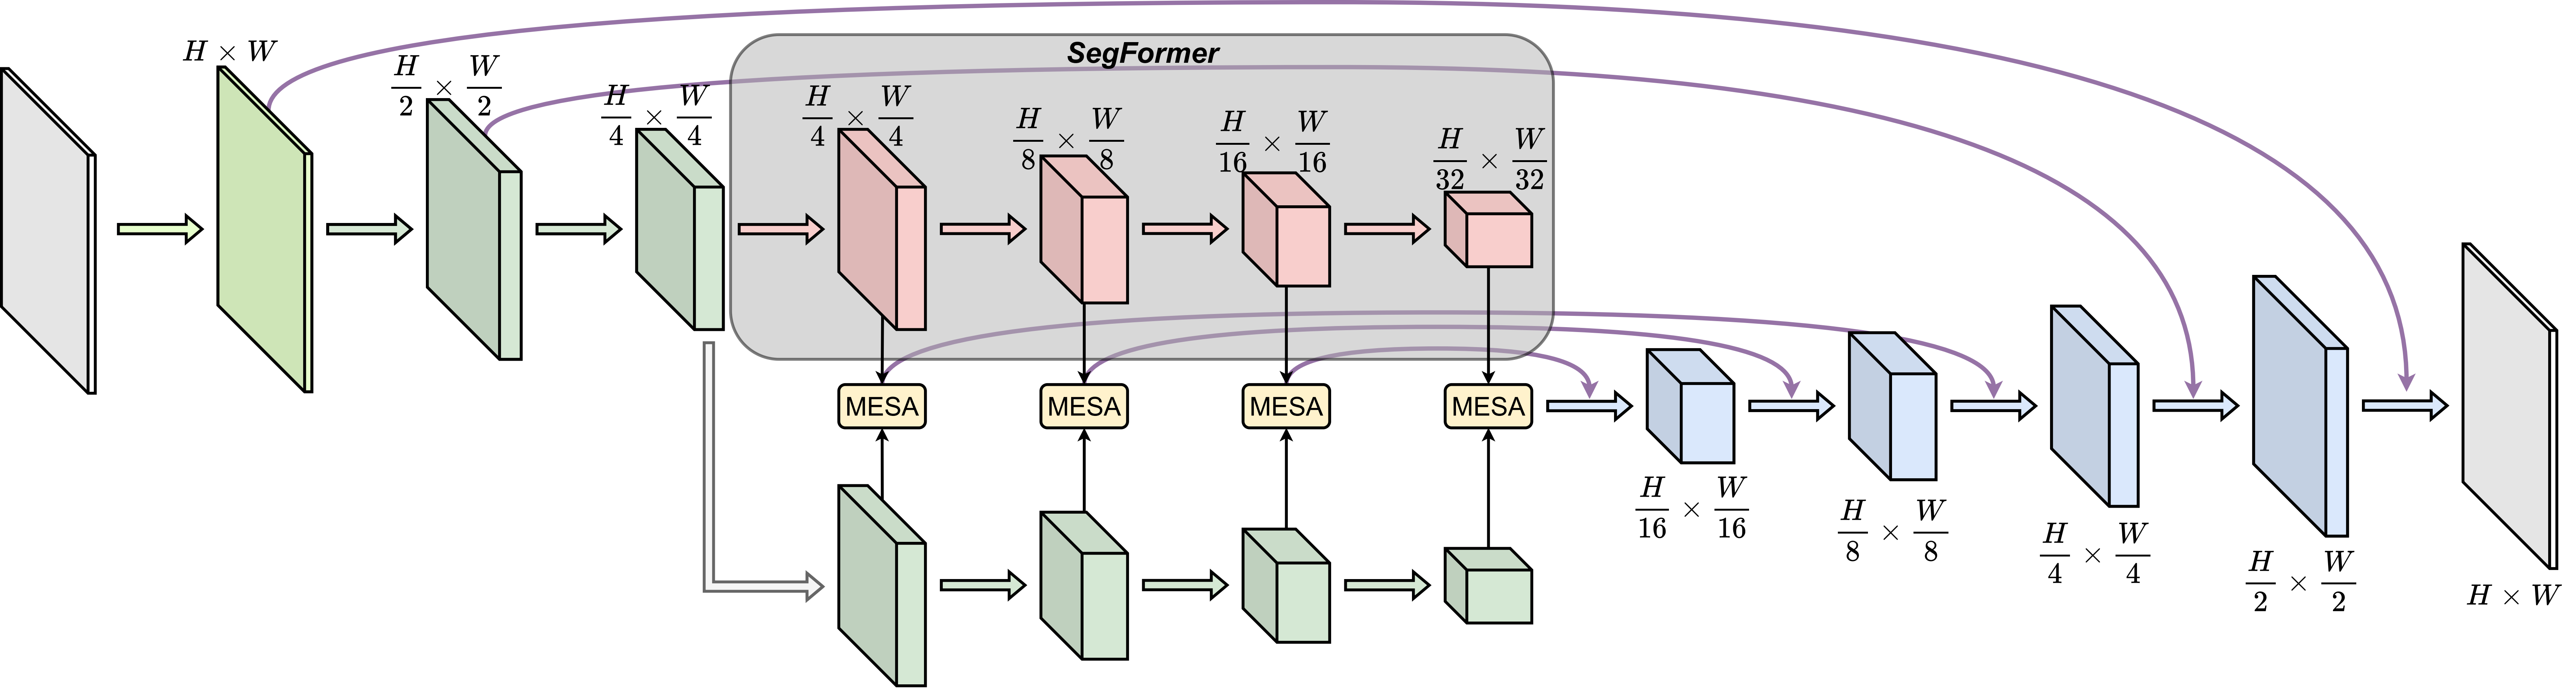 SegFormer
H × W
H/2 × W/2
H/4 × W/4
H/4 × W/4
H/8 × W/8
H/16 × W/16
H/32 × W/32
MESA MESA MESA MESA
H/16 × W/16
H/8 × W/8
H/4 × W/4
H/2 × W/2
H × W